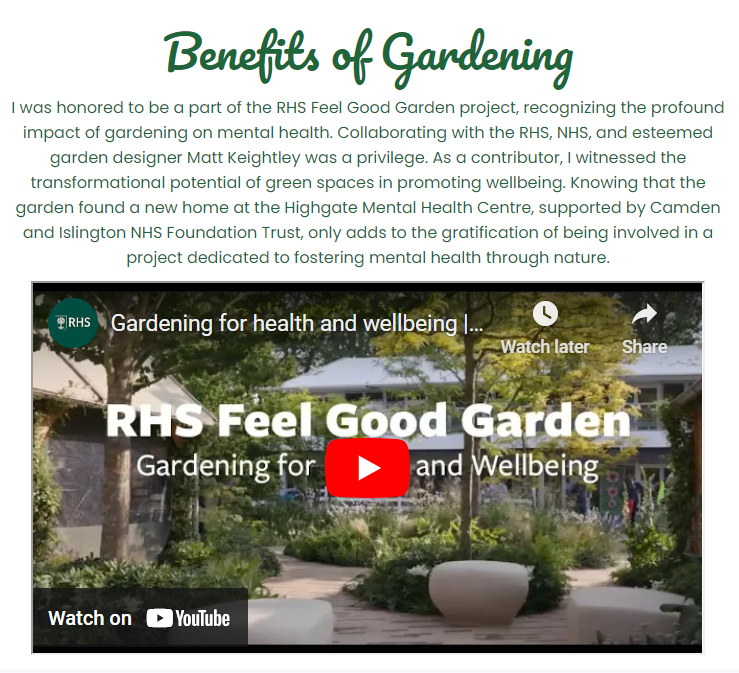 Benefits of Gardening
I was honored to be a part of the RHS Feel Good Garden project, recognizing the profound
impact of gardening on mental health. Collaborating with the RHS, NHS, and esteemed
garden designer Matt Keightley was a privilege. As a contributor, I witnessed the
transformational potential of green spaces in promoting wellbeing. Knowing that the
garden found a new home at the Highgate Mental Health Centre, supported by Camden
and Islington NHS Foundation Trust, only adds to the gratification of being involved in a
project dedicated to fostering mental health through nature.
RHS Gardening for health and wellbeing |...
Watch later Share
RHS Feel Good Garden
Gardening for and Wellbeing
Watch on YouTube